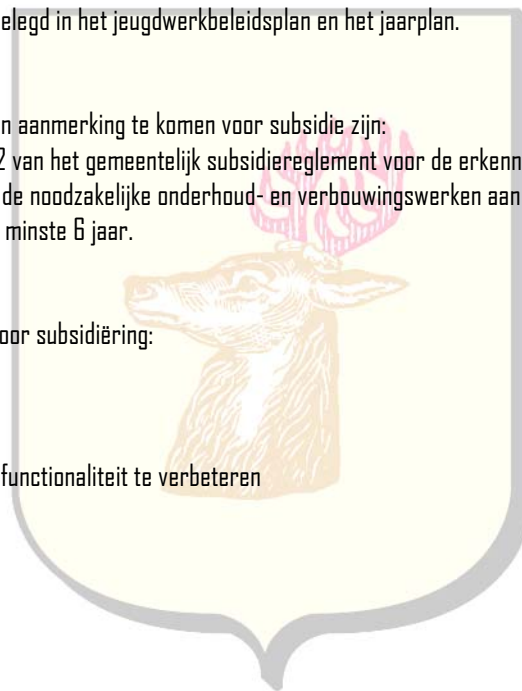 elegd in het jeugdwerkbeleidsplan en het jaarplan.
n aanmerking te komen voor subsidie zijn:
2 van het gemeentelijk subsidiereglement voor de erkenn
de noodzakelijke onderhoud- en verbouwingswerken aan
minste 6 jaar.
oor subsidiëring:
functionaliteit te verbeteren